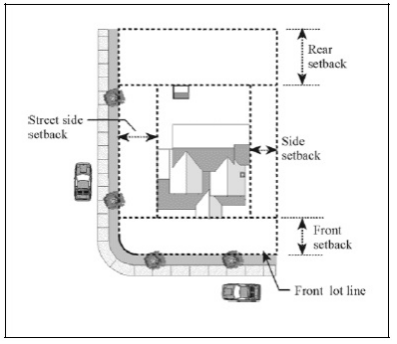 Rear
setback
Street side
setback
Side
setback
Front
setback
Front lot line